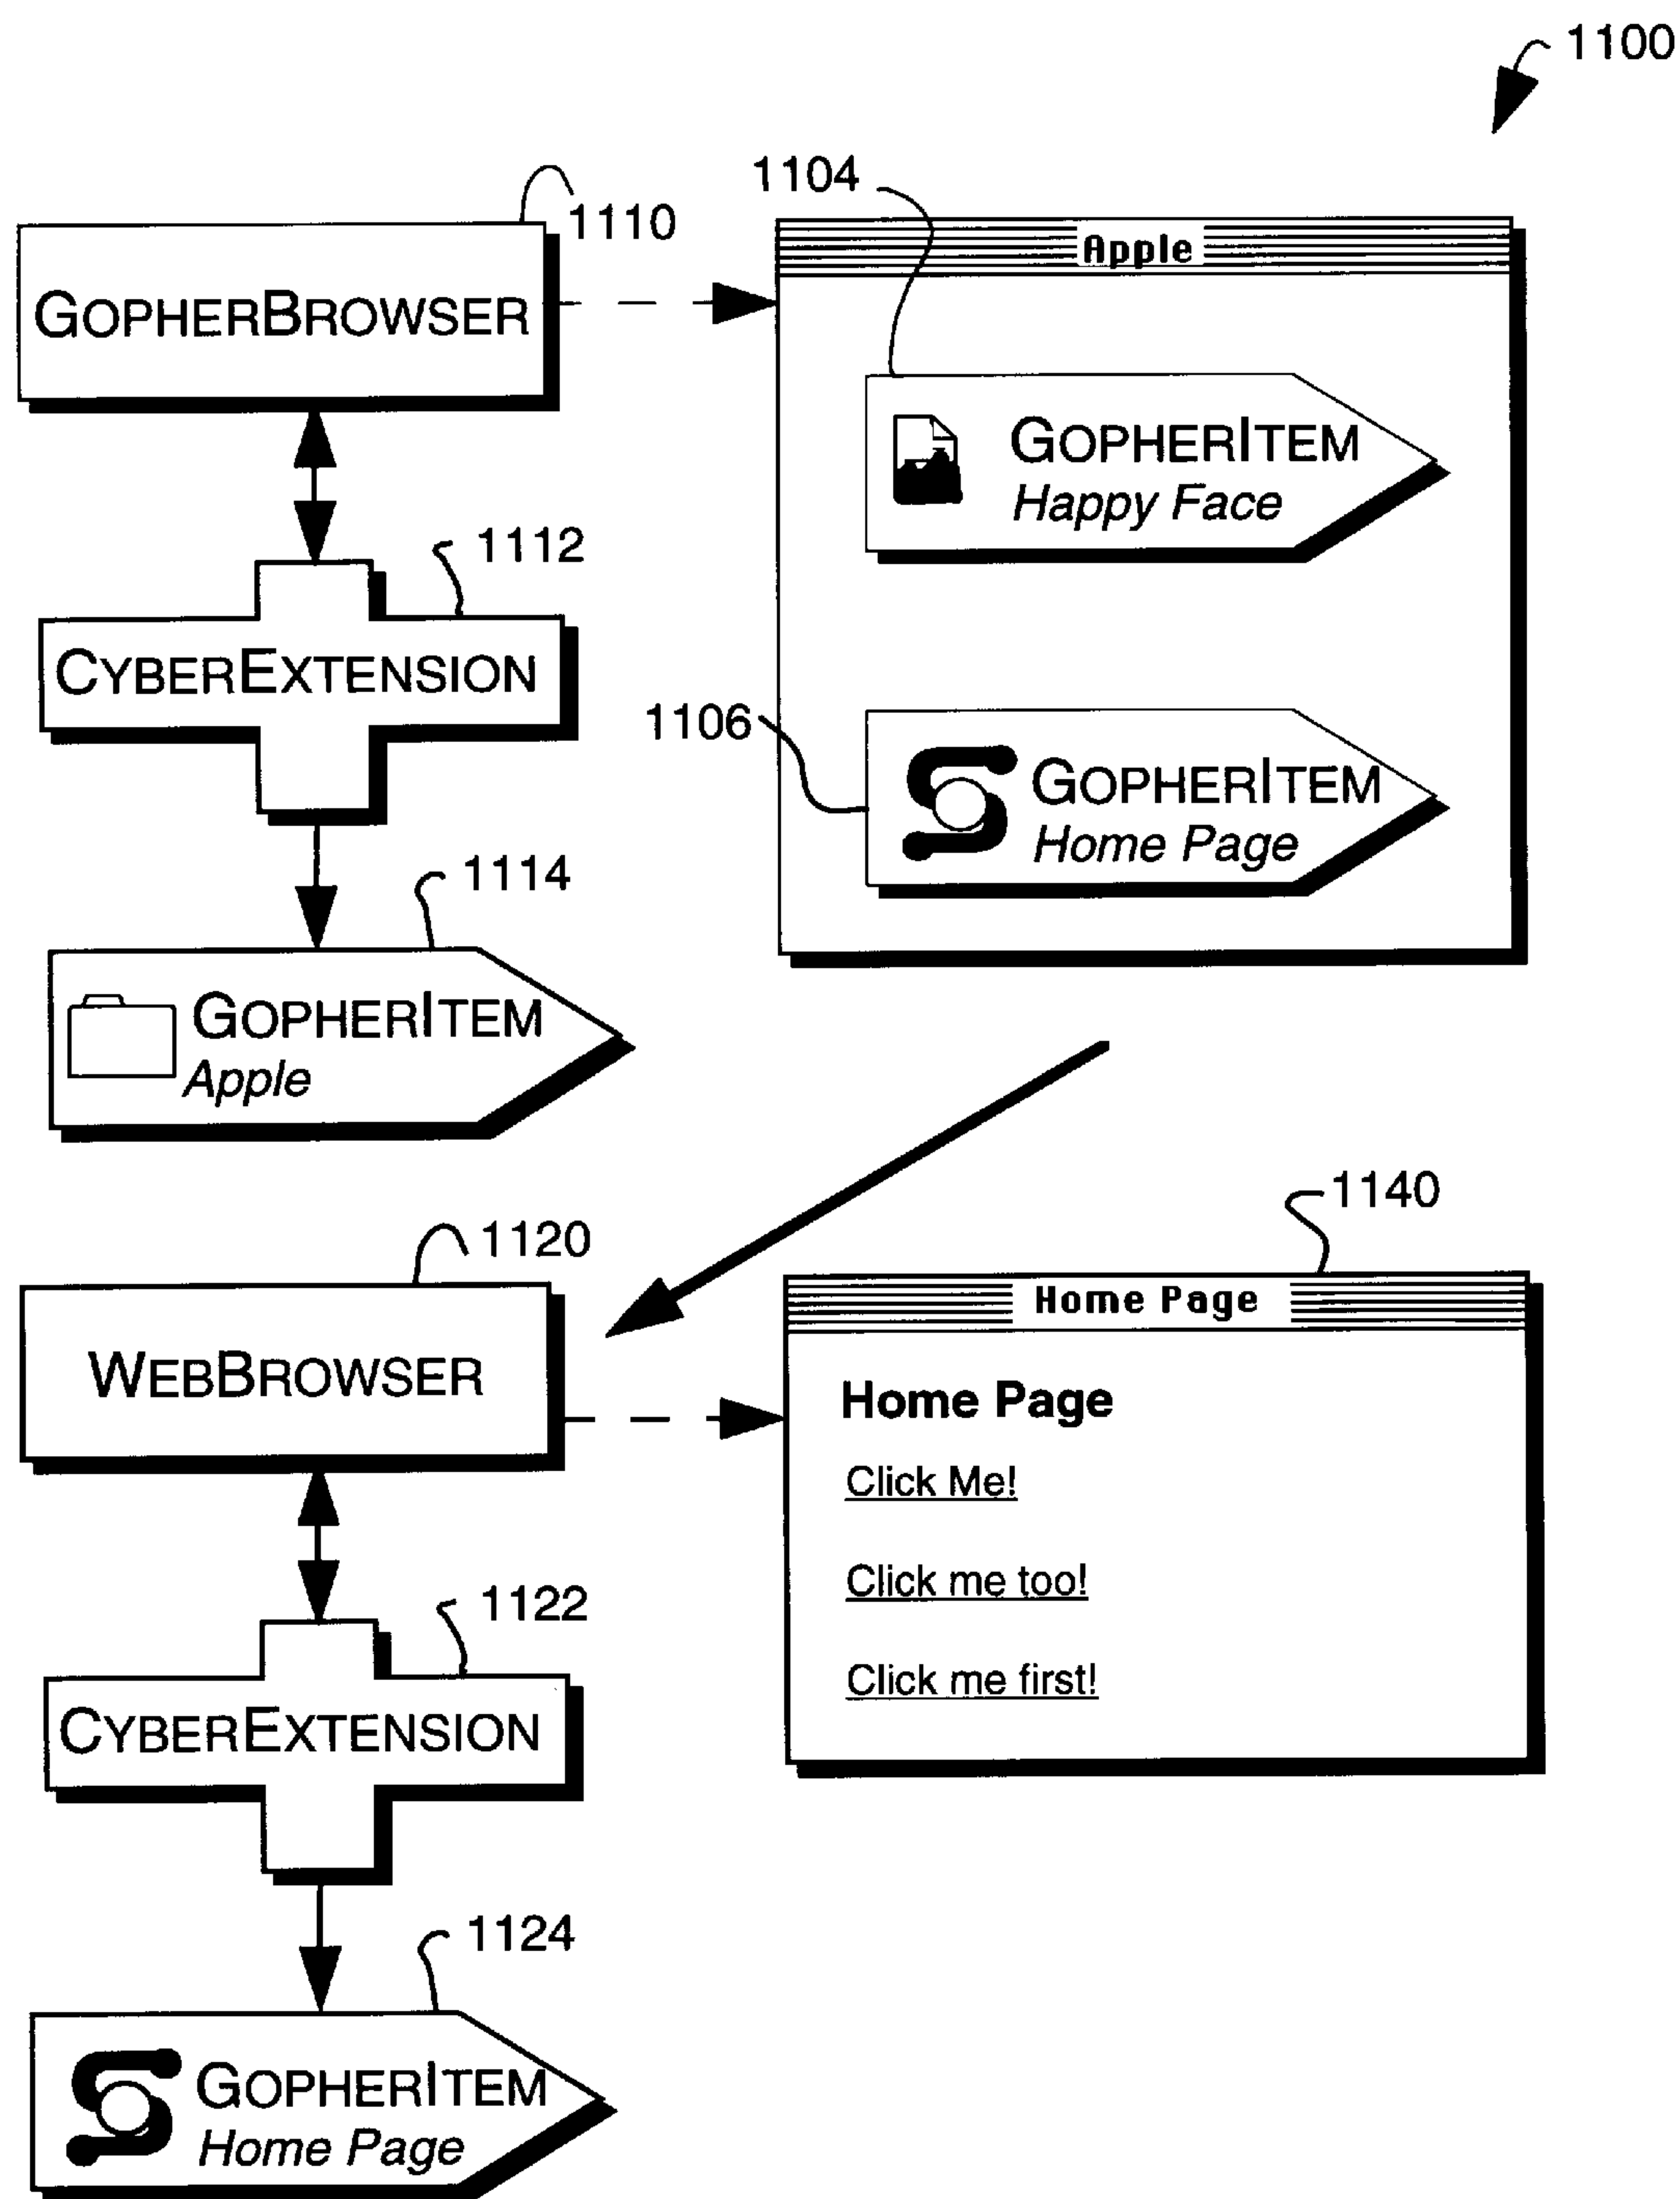 1100
1104
1110
Apple
GOPHERBROWSER
GOPHERITEM
Happy Face
1112
CYBEREXTENSION
1106
GOPHERITEM
Home Page
1114
GOPHERITEM
Apple
1140
1120
Home Page
WEBBROWSER
Home Page
Click Me!
Click me too!
1122
Click me first!
CYBEREXTENSION
1124
GOPHERITEM
Home Page